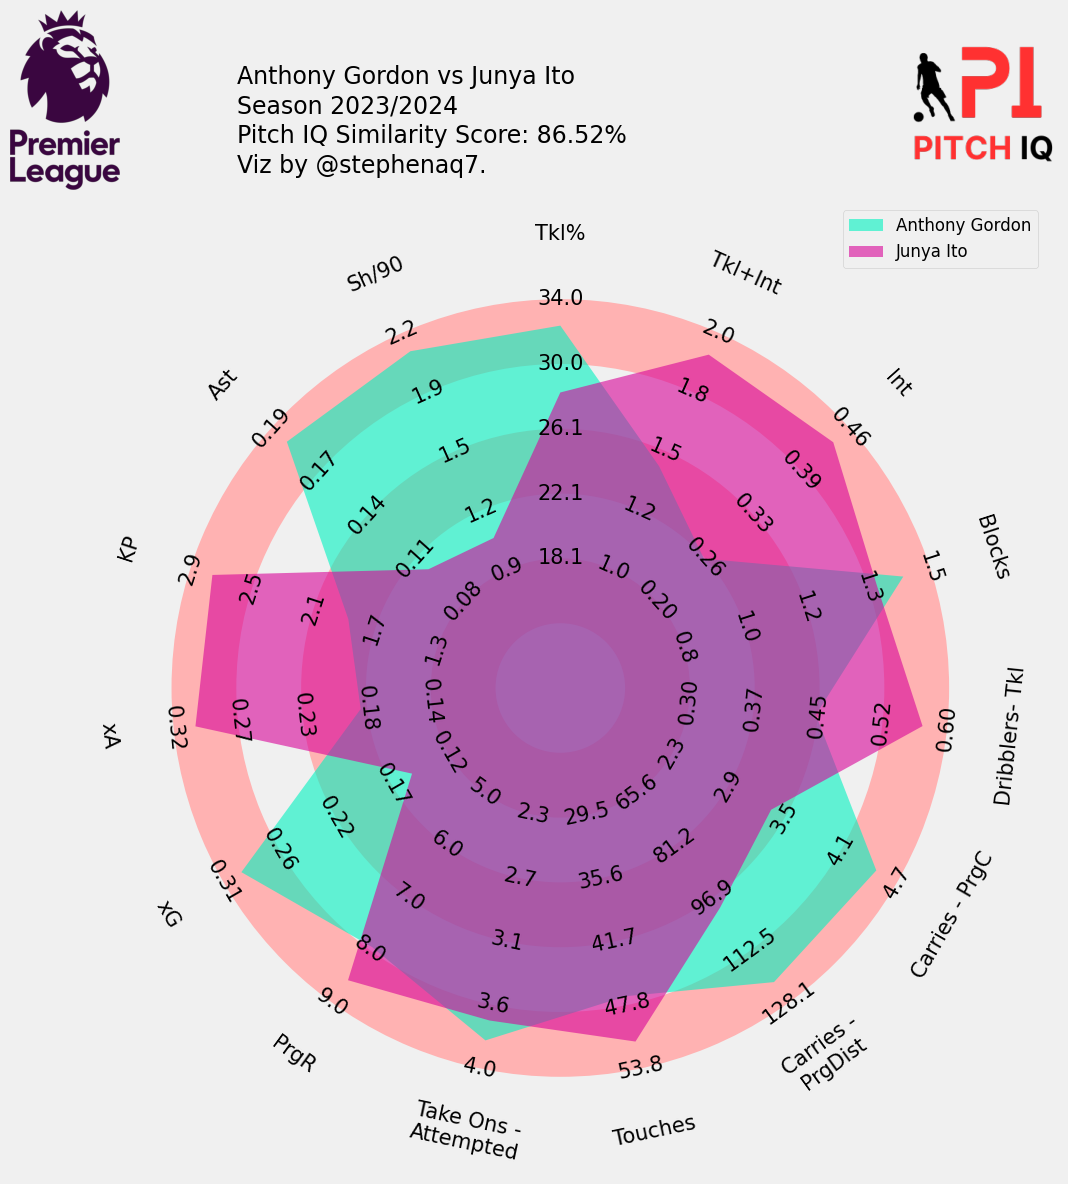 Premier
League
Anthony Gordon vs Junya Ito
Season 2023/2024
Pitch IQ Similarity Score: 86.52%
Viz by @stephenaq7.
PI
PITCH IQ
Anthony Gordon
Junya Ito
Tkl%
18.1
22.1
26.1
30.0
34.0
Tkl+Int
1.0
1.2
1.5
1.8
2.0
Int
0.20
0.26
0.33
0.39
0.46
Blocks
0.8
1.0
1.2
1.3
1.5
Dribblers- Tkl
0.30
0.37
0.45
0.52
0.60
Carries - PrgC
2.3
2.9
3.5
4.1
4.7
Carries -
PrgDist
65.6
81.2
96.9
112.5
128.1
Touches
29.5
35.6
41.7
47.8
53.8
Take Ons -
Attempted
2.3
2.7
3.1
3.6
4.0
PrgR
5.0
6.0
7.0
8.0
9.0
xG
0.12
0.17
0.22
0.26
0.31
xA
0.14
0.18
0.23
0.27
0.32
KP
1.3
1.7
2.1
2.5
2.9
Ast
0.08
0.11
0.14
0.17
0.19
Sh/90
0.9
1.2
1.5
1.9
2.2